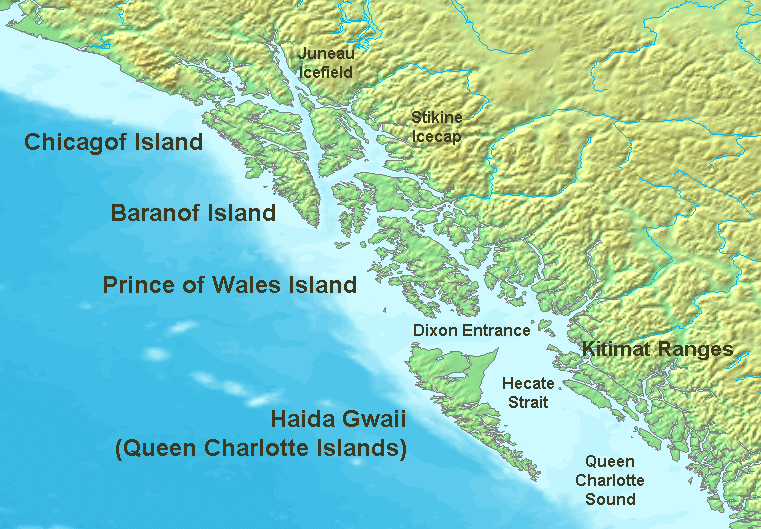 Juneau
Icefield
Stikine
Icecap
Chicagof Island
Baranof Island
Prince of Wales Island
Dixon Entrance
Kitimat Ranges
Hecate
Strait
Haida Gwaii
(Queen Charlotte Islands)
Queen
Charlotte
Sound